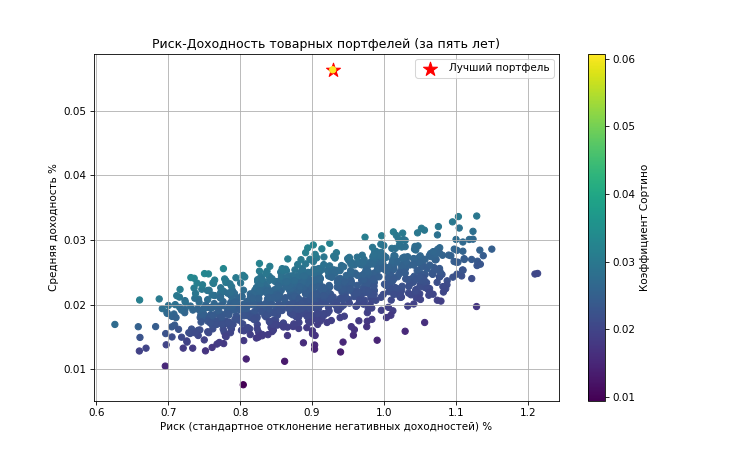 Риск-Доходность товарных портфелей (за пять лет)
Лучший портфель
Средняя доходность %
0.05
0.03
0.02
0.01
0.6 0.7 0.8 0.9 1.0 1.1 1.2
Риск (стандартное отклонение негативных доходностей) %
0.06
0.05
0.04
0.03
0.02
0.01
Коэффициент Сортино